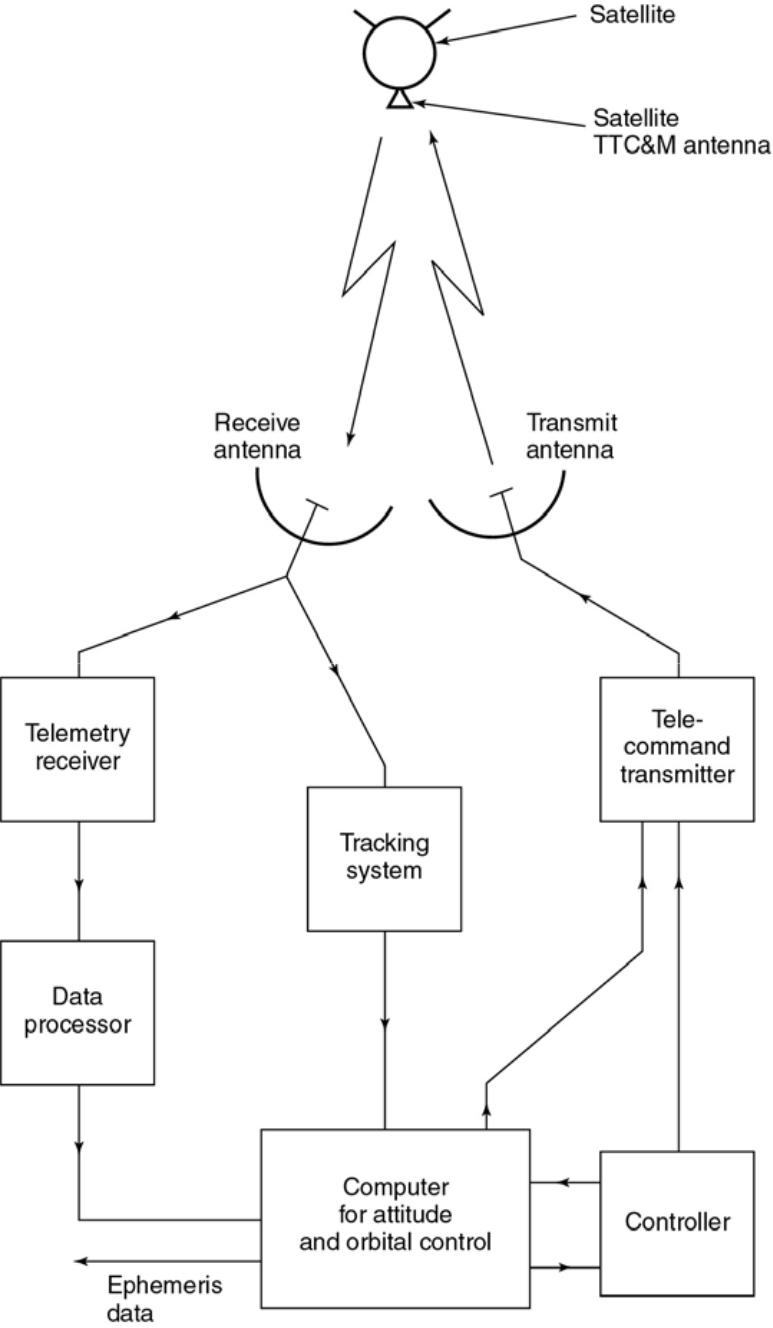 Satellite
Satellite
TTC&M antenna
Receive
antenna
Transmit
antenna
Telemetry
receiver
Tele-
command
transmitter
Tracking
system
Data
processor
Computer
for attitude
and orbital control
Controller
Ephemeris
data